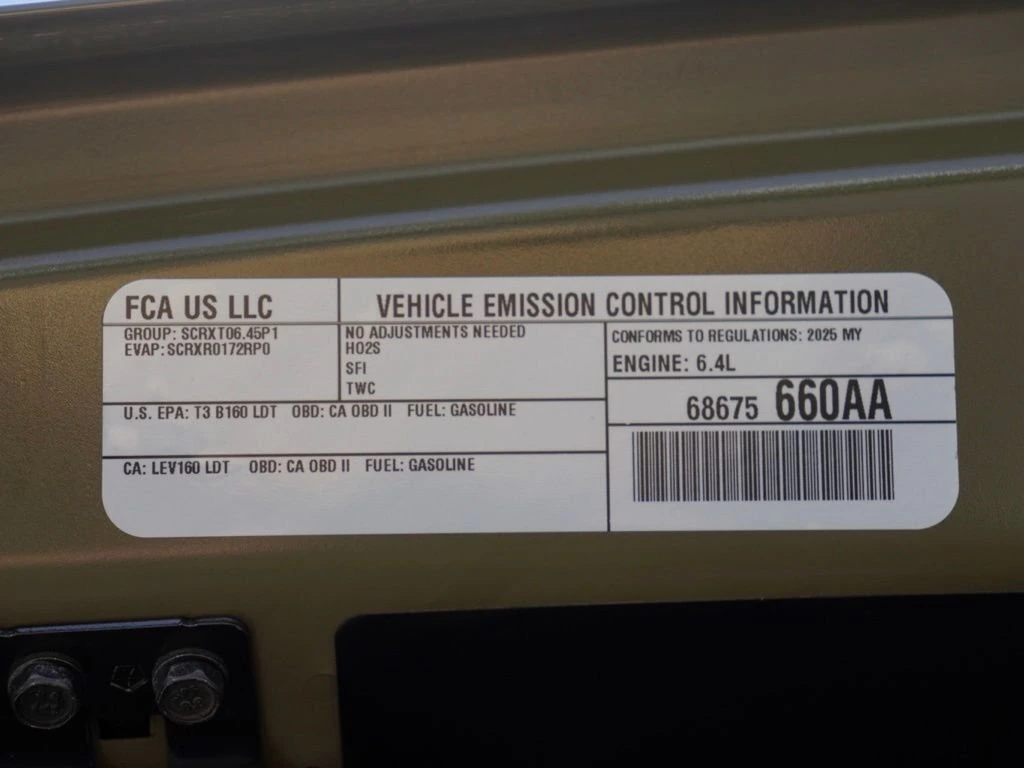 FCA US LLC
VEHICLE EMISSION CONTROL INFORMATION
GROUP: SCRXT06.45P1
EVAP: SCRXR0172RP0
NO ADJUSTMENTS NEEDED
HO2S
SFI
TWC
CONFORMS TO REGULATIONS: 2025 MY
ENGINE: 6.4L
68675 660AA
U.S. EPA: T3 B160 LDT OBD: CA OBD II FUEL: GASOLINE
CA: LEV160 LDT OBD: CA OBD II FUEL: GASOLINE